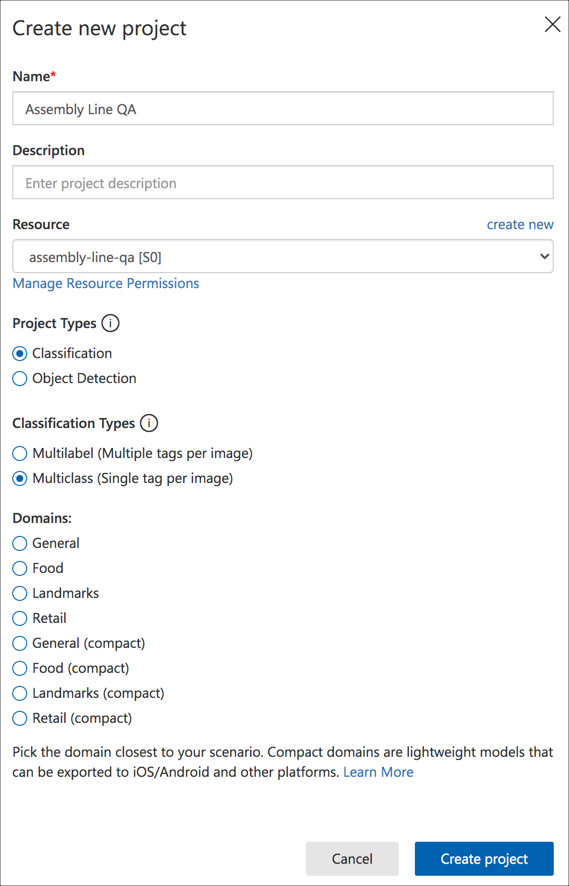 Create new project
Name*
Assembly Line QA
Description
Enter project description
Resource create new
assembly-line-qa [S0]
Manage Resource Permissions
Project Types i
Classification
Object Detection
Classification Types i
Multilabel (Multiple tags per image)
Multiclass (Single tag per image)
Domains:
General
Food
Landmarks
Retail
General (compact)
Food (compact)
Landmarks (compact)
Retail (compact)
Pick the domain closest to your scenario. Compact domains are lightweight models that
can be exported to iOS/Android and other platforms. Learn More
Cancel Create project